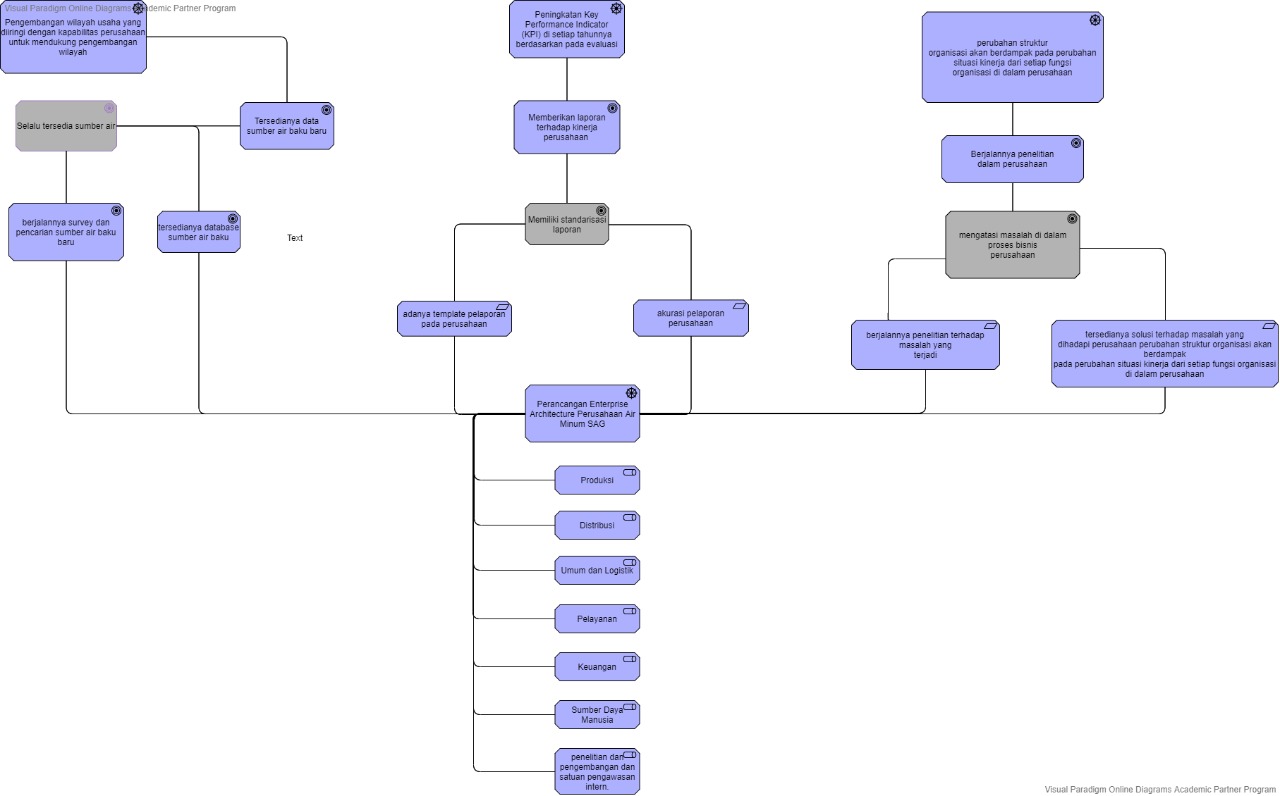 Visual Paradigm Online Diagrams Academic Partner Program
Pengembangan wilayah usaha yang
diiringi dengan kapabilitas perusahaan
untuk mendukung pengembangan
wilayah
Peningkatan Key
Performance Indicator
(KPI) di setiap tahunnya
berdasarkan pada evaluasi
perubahan struktur
organisasi akan berdampak pada perubahan
situasi kinerja dari setiap fungsi
organisasi di dalam perusahaan
Selalu tersedia sumber air
Tersedianya data
sumber air baku baru
Memberikan laporan
terhadap kinerja
perusahaan
Berjalannya penelitian
dalam perusahaan
berjalannya survey dan
pencarian sumber air baku
baru
tersedianya database
sumber air baku
Text
Memiliki standarisasi
laporan
mengatasi masalah di dalam
proses bisnis
perusahaan
adanya template pelaporan
pada perusahaan
akurasi pelaporan
perusahaan
berjalannya penelitian terhadap
masalah yang
terjadi
tersedianya solusi terhadap masalah yang
dihadapi perusahaan perubahan struktur organisasi akan
berdampak
pada perubahan situasi kinerja dari setiap fungsi organisasi
di dalam perusahaan
Perancangan Enterprise
Architecture Perusahaan Air
Minum SAG
Produksi
Distribusi
Umum dan Logistik
Pelayanan
Keuangan
Sumber Daya
Manusia
penelitian dan
pengembangan dan
satuan pengawasan
intern.
Visual Paradigm Online Diagrams Academic Partner Program